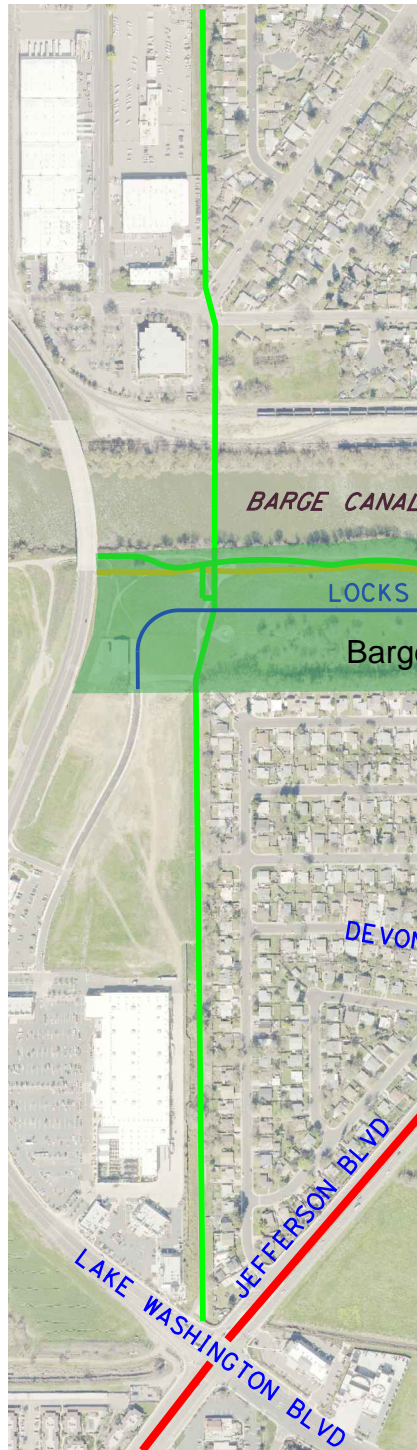 BARGE CANAL
LOCKS
Barge
DEVON
JEFFERSON BLVD
LAKE WASHINGTON BLVD